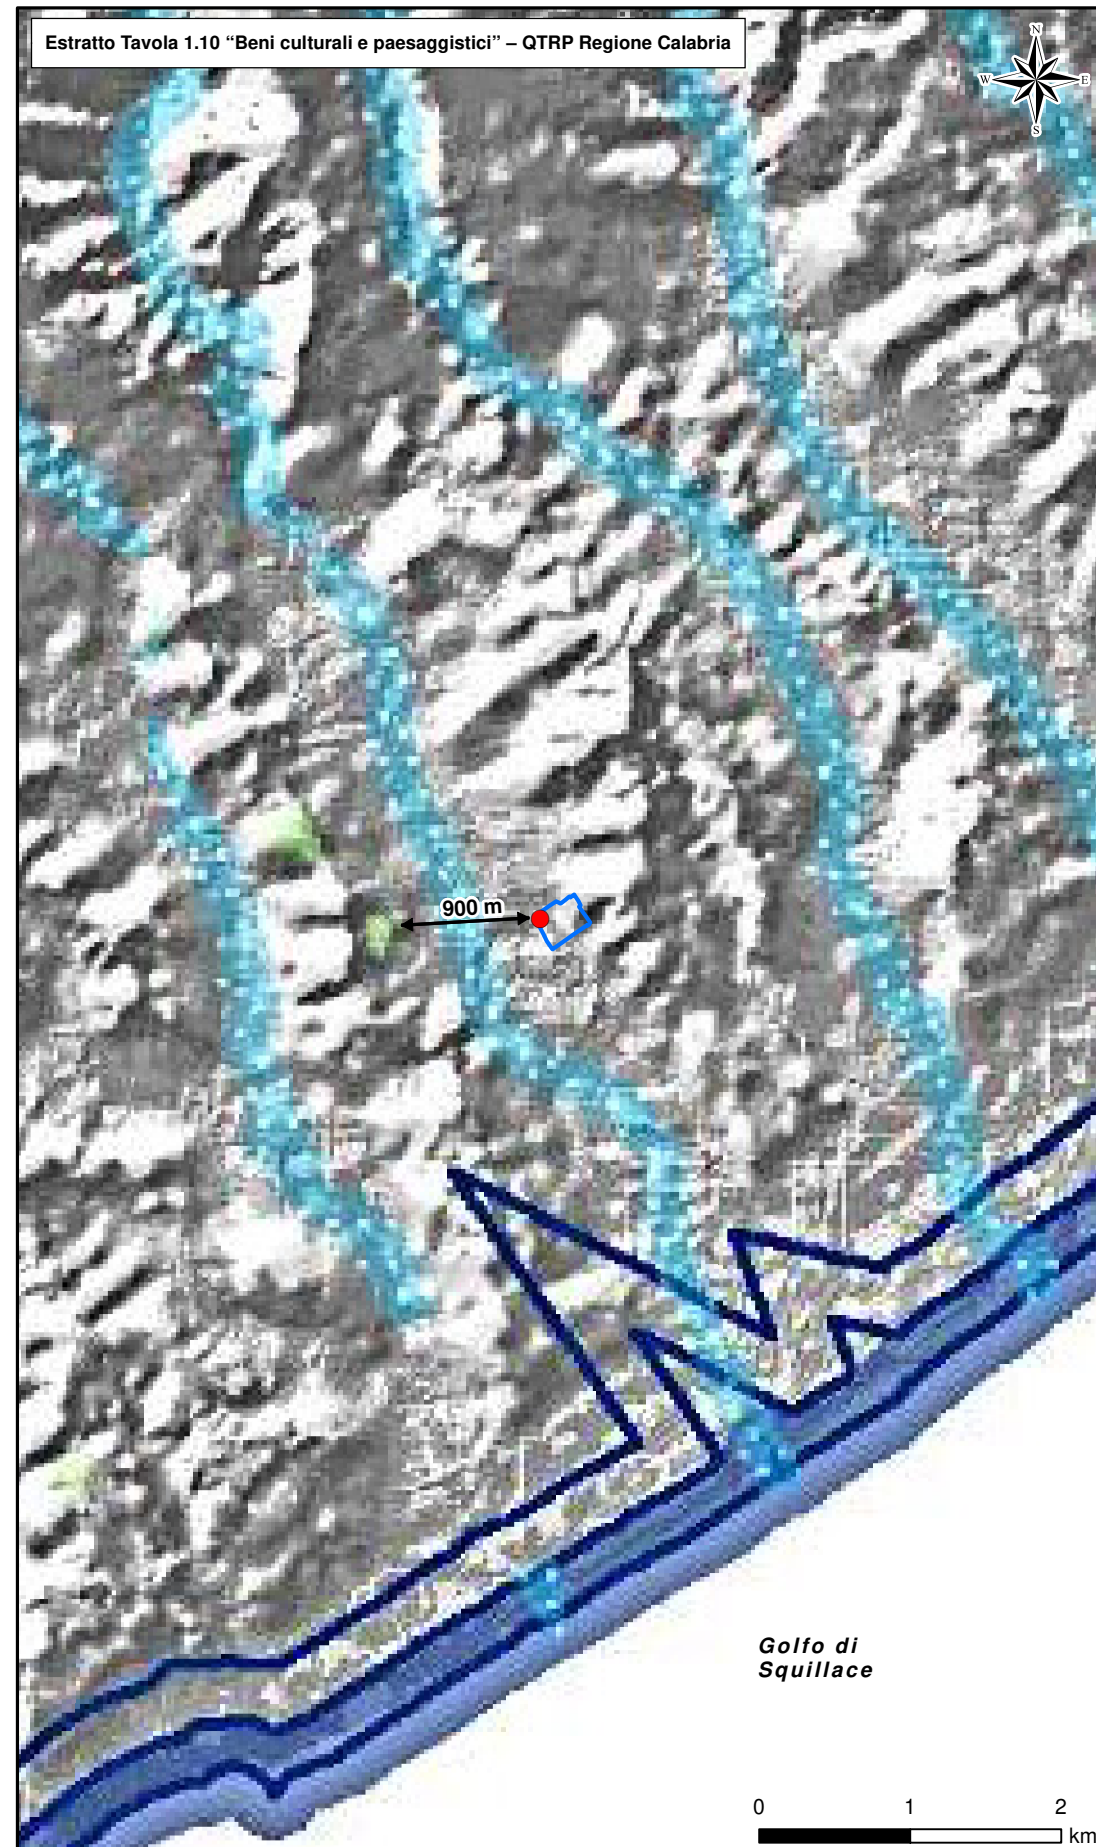 Estratto Tavola 1.10 “Beni culturali e paesaggistici” – QTRP Regione Calabria
N
W E
S
900 m
Golfo di
Squillace
0 1 2
km